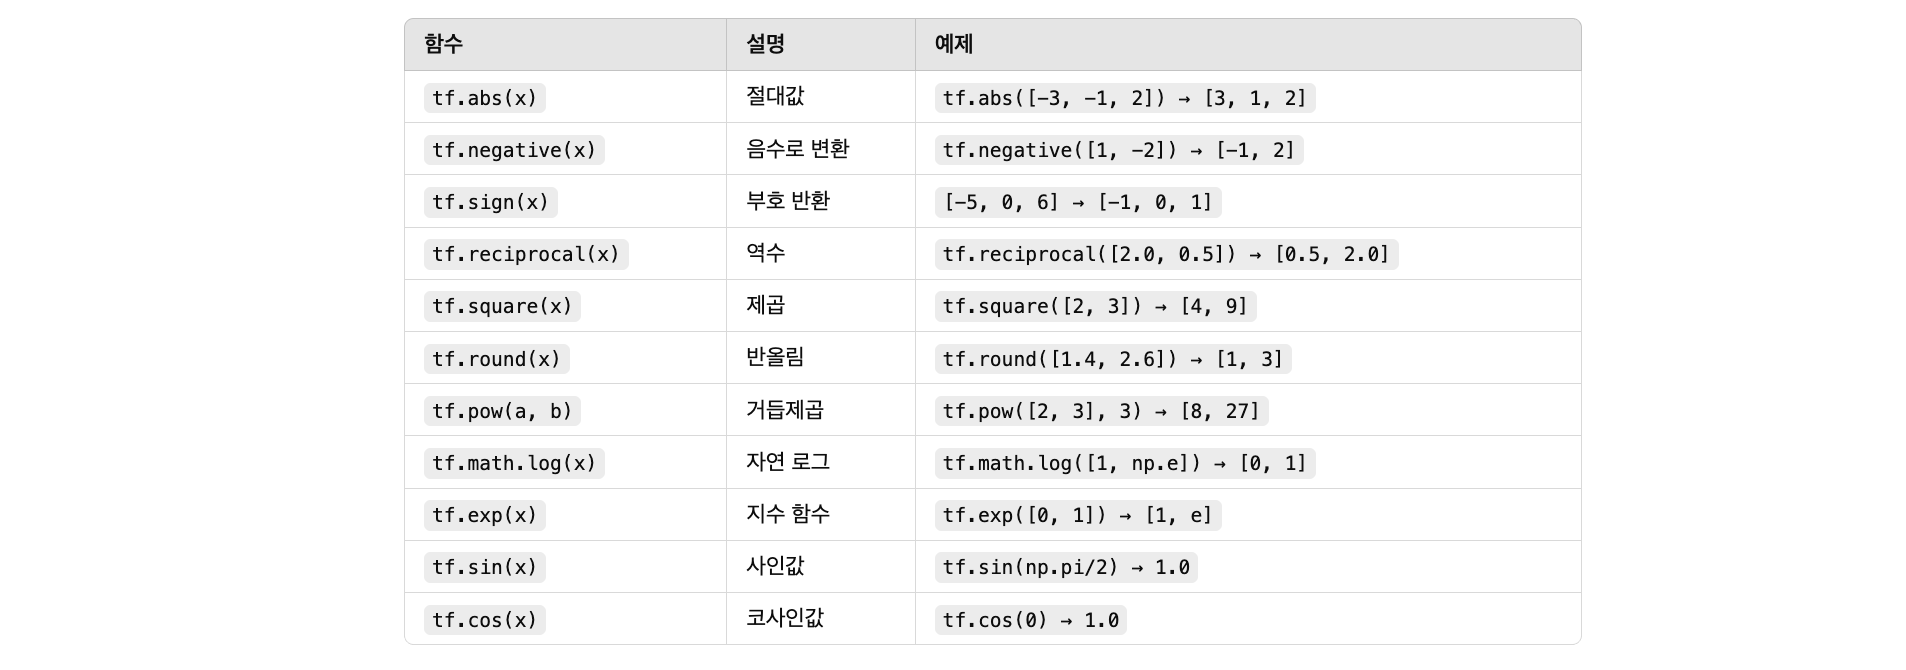 함수 설명 예제
tf.abs(x) 절대값 tf.abs([-3, -1, 2]) → [3, 1, 2]
tf.negative(x) 음수로 변환 tf.negative([1, -2]) → [-1, 2]
tf.sign(x) 부호 반환 [-5, 0, 6] → [-1, 0, 1]
tf.reciprocal(x) 역수 tf.reciprocal([2.0, 0.5]) → [0.5, 2.0]
tf.square(x) 제곱 tf.square([2, 3]) → [4, 9]
tf.round(x) 반올림 tf.round([1.4, 2.6]) → [1, 3]
tf.pow(a, b) 거듭제곱 tf.pow([2, 3], 3) → [8, 27]
tf.math.log(x) 자연 로그 tf.math.log([1, np.e]) → [0, 1]
tf.exp(x) 지수 함수 tf.exp([0, 1]) → [1, e]
tf.sin(x) 사인값 tf.sin(np.pi/2) → 1.0
tf.cos(x) 코사인값 tf.cos(0) → 1.0